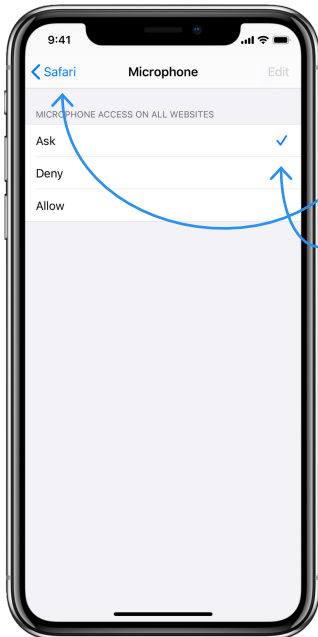 9:41
Safari Microphone Edit
MICROPHONE ACCESS ON ALL WEBSITES
Ask
Deny
Allow